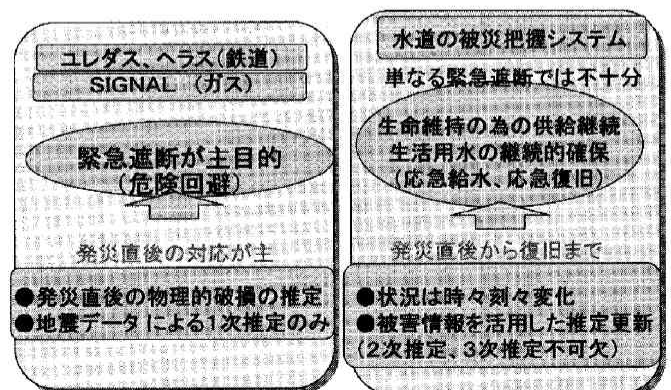 ユレダス、ヘラス(鉄道)
SIGNAL (ガス)
緊急遮断が主目的
(危険回避)
発災直後の対応が主
●発災直後の物理的破損の推定
●地震データによる1次推定のみ
水道の被災把握システム
単なる緊急遮断では不十分
生命維持の為の供給継続
生活用水の継続的確保
(応急給水、応急復旧)
発災直後から復旧まで
●状況は時々刻々変化
●被害情報を活用した推定更新
(2次推定、3次推定不可欠)